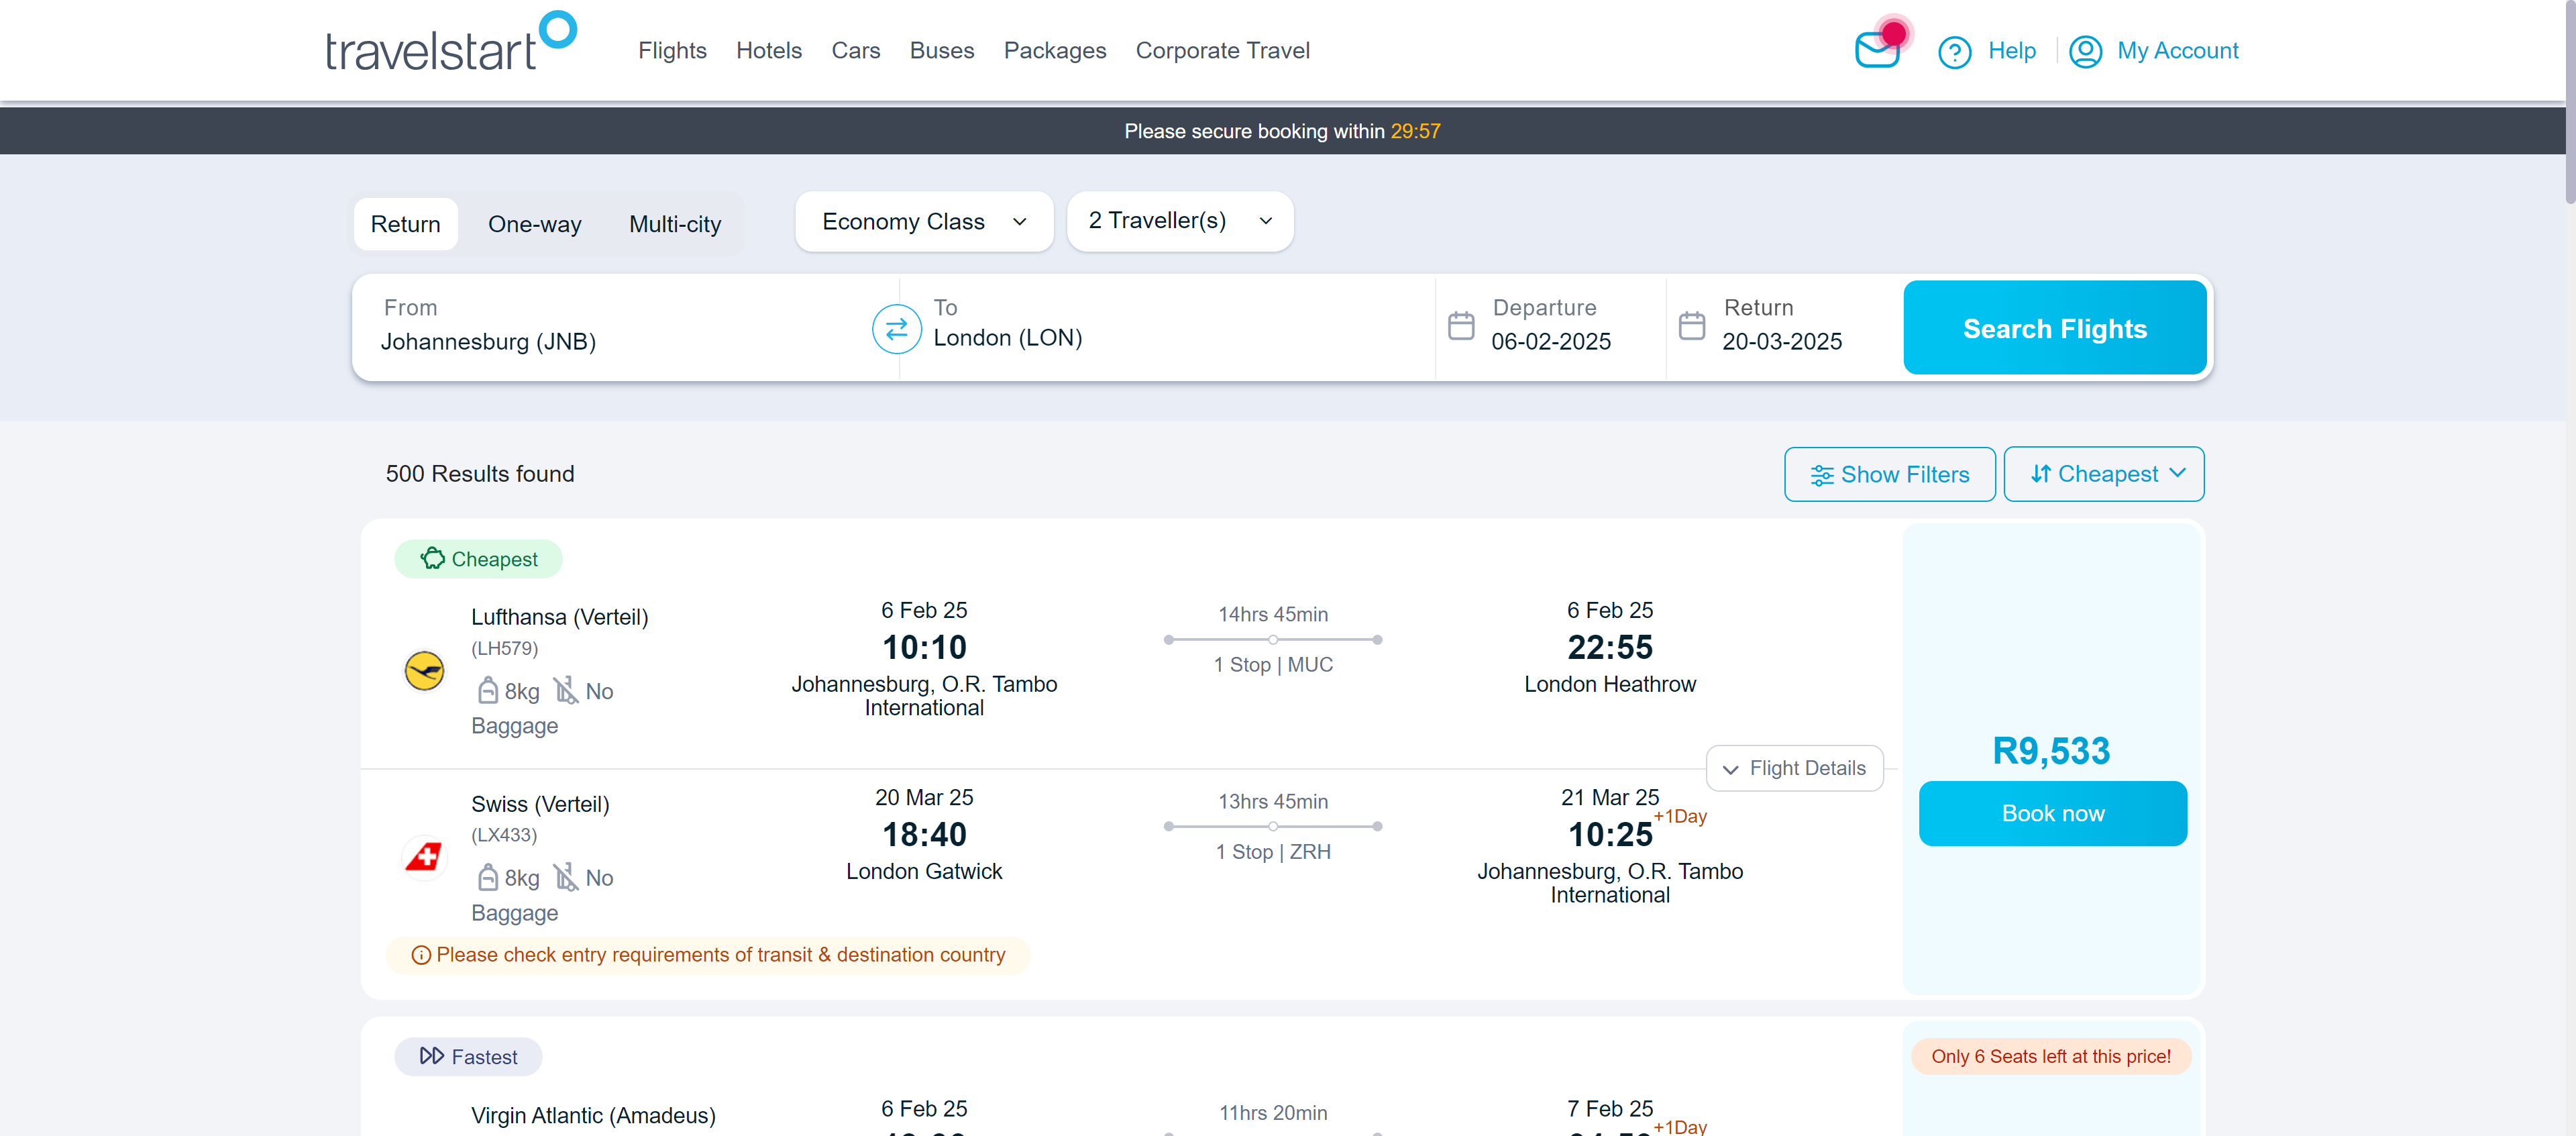 travelstart
Flights Hotels Cars Buses Packages Corporate Travel
Help My Account
Please secure booking within 29:57
Return One-way Multi-city
Economy Class
2 Traveller(s)
From
Johannesburg (JNB)
To
London (LON)
Departure
06-02-2025
Return
20-03-2025
Search Flights
500 Results found
Show Filters
Cheapest
Cheapest
Lufthansa (Verteil)
(LH579)
8kg No
Baggage
6 Feb 25
10:10
Johannesburg, O.R. Tambo
International
14hrs 45min
1 Stop | MUC
6 Feb 25
22:55
London Heathrow
Flight Details
Swiss (Verteil)
(LX433)
8kg No
Baggage
20 Mar 25
18:40
London Gatwick
13hrs 45min
1 Stop | ZRH
21 Mar 25
10:25 +1Day
Johannesburg, O.R. Tambo
International
Please check entry requirements of transit & destination country
R9,533
Book now
Fastest
Only 6 Seats left at this price!
Virgin Atlantic (Amadeus)
6 Feb 25
11hrs 20min
7 Feb 25
+1Day